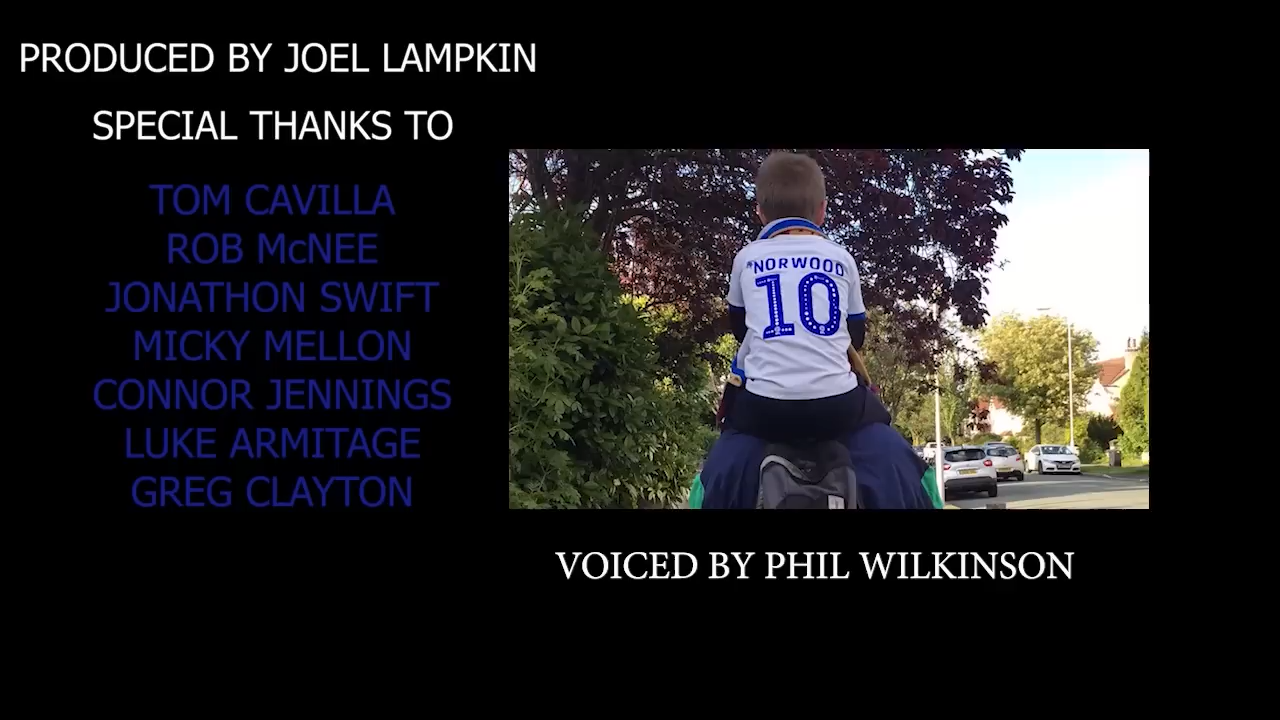 PRODUCED BY JOEL LAMPKIN
SPECIAL THANKS TO
TOM CAVILLA
ROB McNEE
JONATHON SWIFT
MICKY MELLON
CONNOR JENNINGS
LUKE ARMITAGE
GREG CLAYTON
NORWOOD
10
VOICED BY PHIL WILKINSON